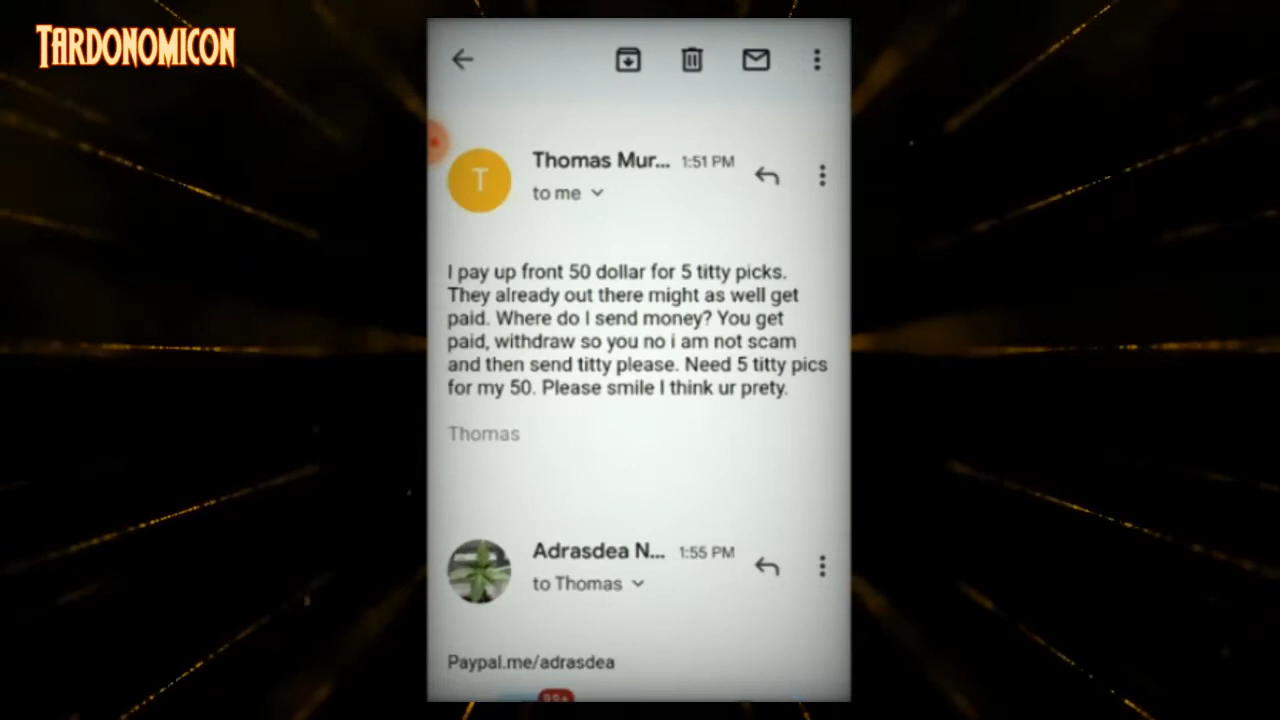 TARDONOMICON
T
Thomas Mur... 1:51 PM
to me
I pay up front 50 dollar for 5 titty picks.
They already out there might as well get
paid. Where do I send money? You get
paid, withdraw so you no i am not scam
and then send titty please. Need 5 titty pics
for my 50. Please smile I think ur prety.
Thomas
Adrasdea N... 1:55 PM
to Thomas
Paypal.me/adrasdea
99+